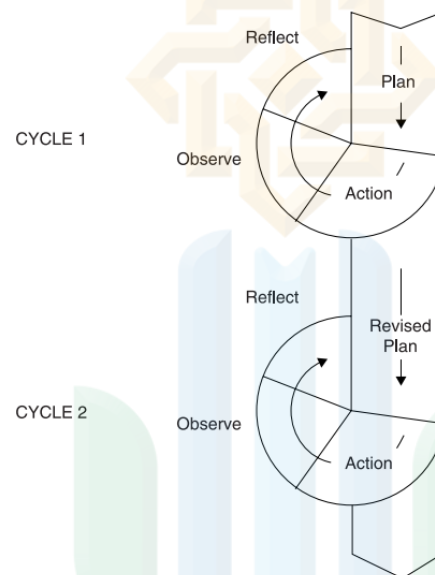 Reflect
Plan
CYCLE 1
Observe
Action
Reflect
Revised
Plan
CYCLE 2
Observe
Action